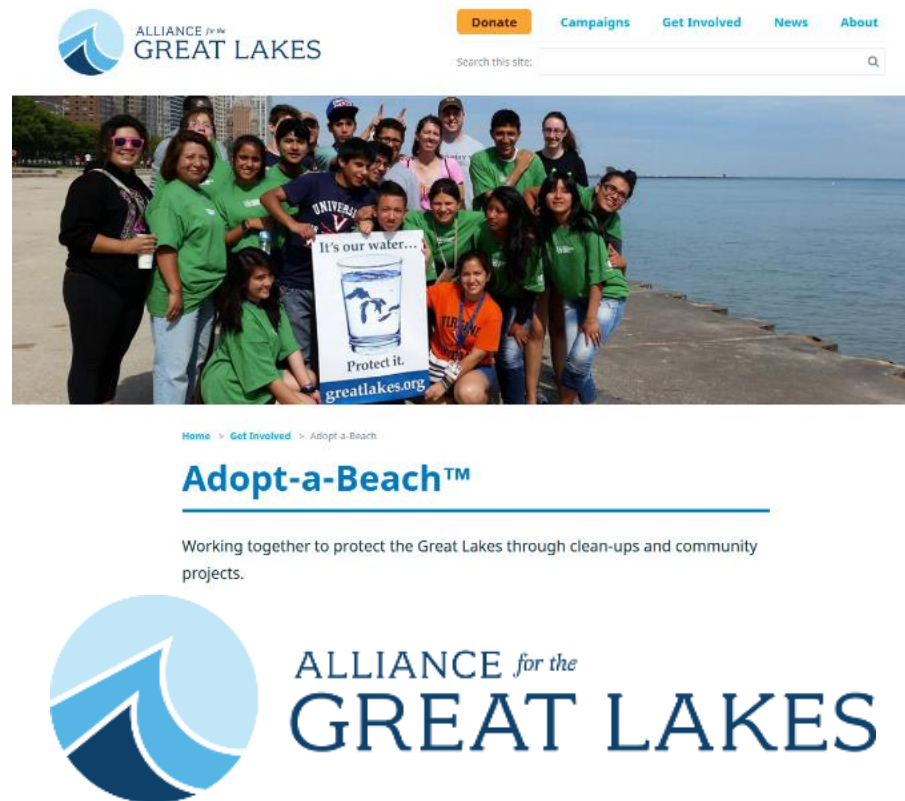 ALLIANCE for the
GREAT LAKES
Donate Campaigns Get Involved News About
Search this site:
UNIVERSI
It's our water...
Protect it.
greatlakes.org
Home > Get Involved > Adopt-a-Beach
Adopt-a-Beach™
Working together to protect the Great Lakes through clean-ups and community
projects.
ALLIANCE for the
GREAT LAKES